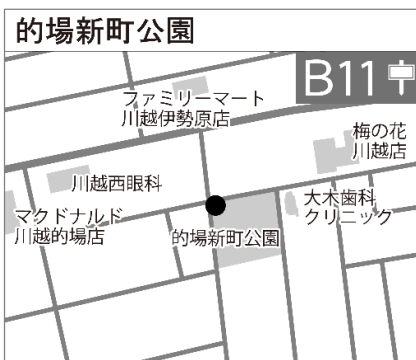 的場新町公園
B11
ファミリーマート
川越伊勢原店
梅の花
川越店
川越西眼科
大木歯科
クリニック
マクドナルド
川越的場店
的場新町公園